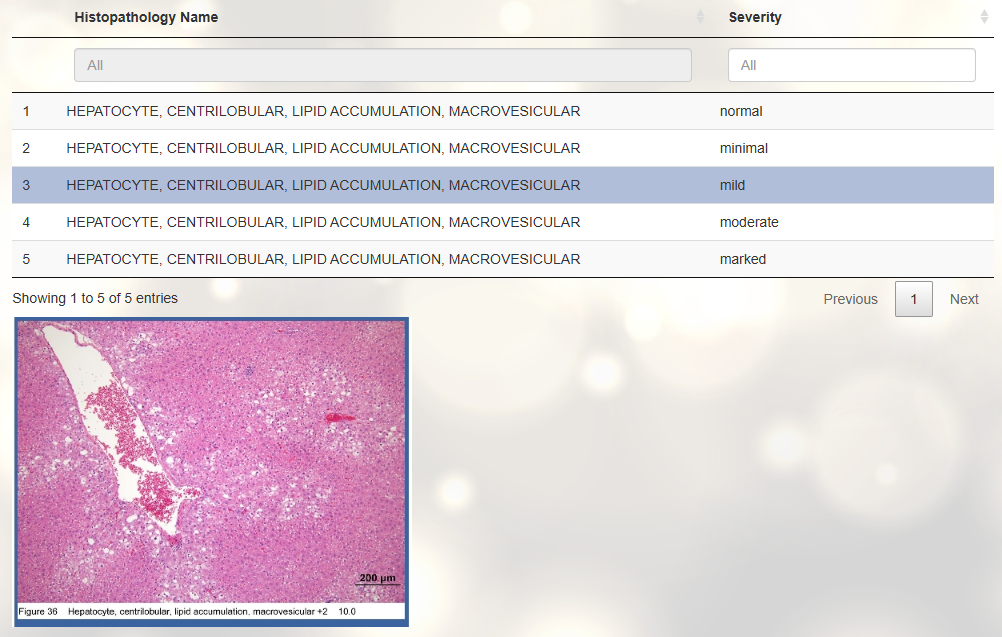 Histopathology Name Severity
All All
1 HEPATOCYTE, CENTRILOBULAR, LIPID ACCUMULATION, MACROVESICULAR normal
2 HEPATOCYTE, CENTRILOBULAR, LIPID ACCUMULATION, MACROVESICULAR minimal
3 HEPATOCYTE, CENTRILOBULAR, LIPID ACCUMULATION, MACROVESICULAR mild
4 HEPATOCYTE, CENTRILOBULAR, LIPID ACCUMULATION, MACROVESICULAR moderate
5 HEPATOCYTE, CENTRILOBULAR, LIPID ACCUMULATION, MACROVESICULAR marked
Showing 1 to 5 of 5 entries Previous 1 Next
200 µm
Figure 36 Hepatocyte, centrilobular, lipid accumulation, macrovesicular +2 10.0